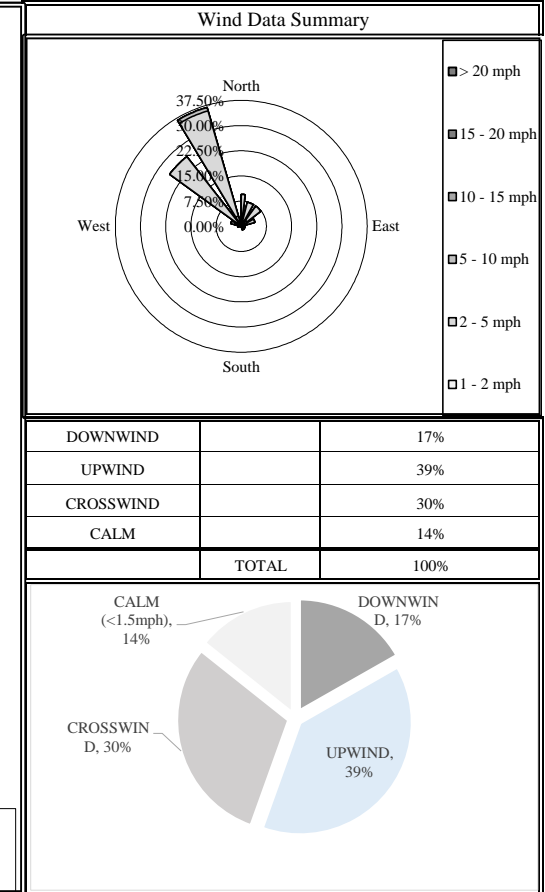 Wind Data Summary
North
37.50%
30.00%
22.50%
15.00%
7.50%
0.00%
West
East
South
> 20 mph
15 - 20 mph
10 - 15 mph
5 - 10 mph
2 - 5 mph
1 - 2 mph
DOWNWIND 17%
UPWIND 39%
CROSSWIND 30%
CALM 14%
TOTAL 100%
CALM
(<1.5mph),
14%
DOWNWIN
D, 17%
CROSSWIN
D, 30%
UPWIND,
39%